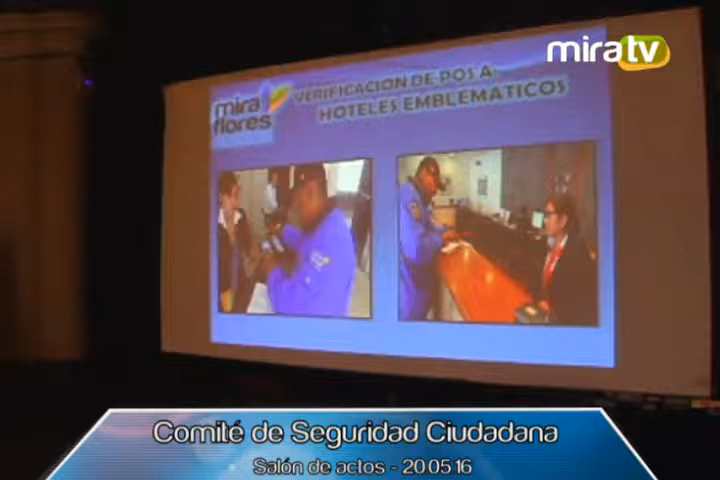 miratv
mira
flores
VERIFICACION DE POS A
HOTELES EMBLEMATICOS
Comité de Seguridad Ciudadana
Salón de actos - 20.05.16